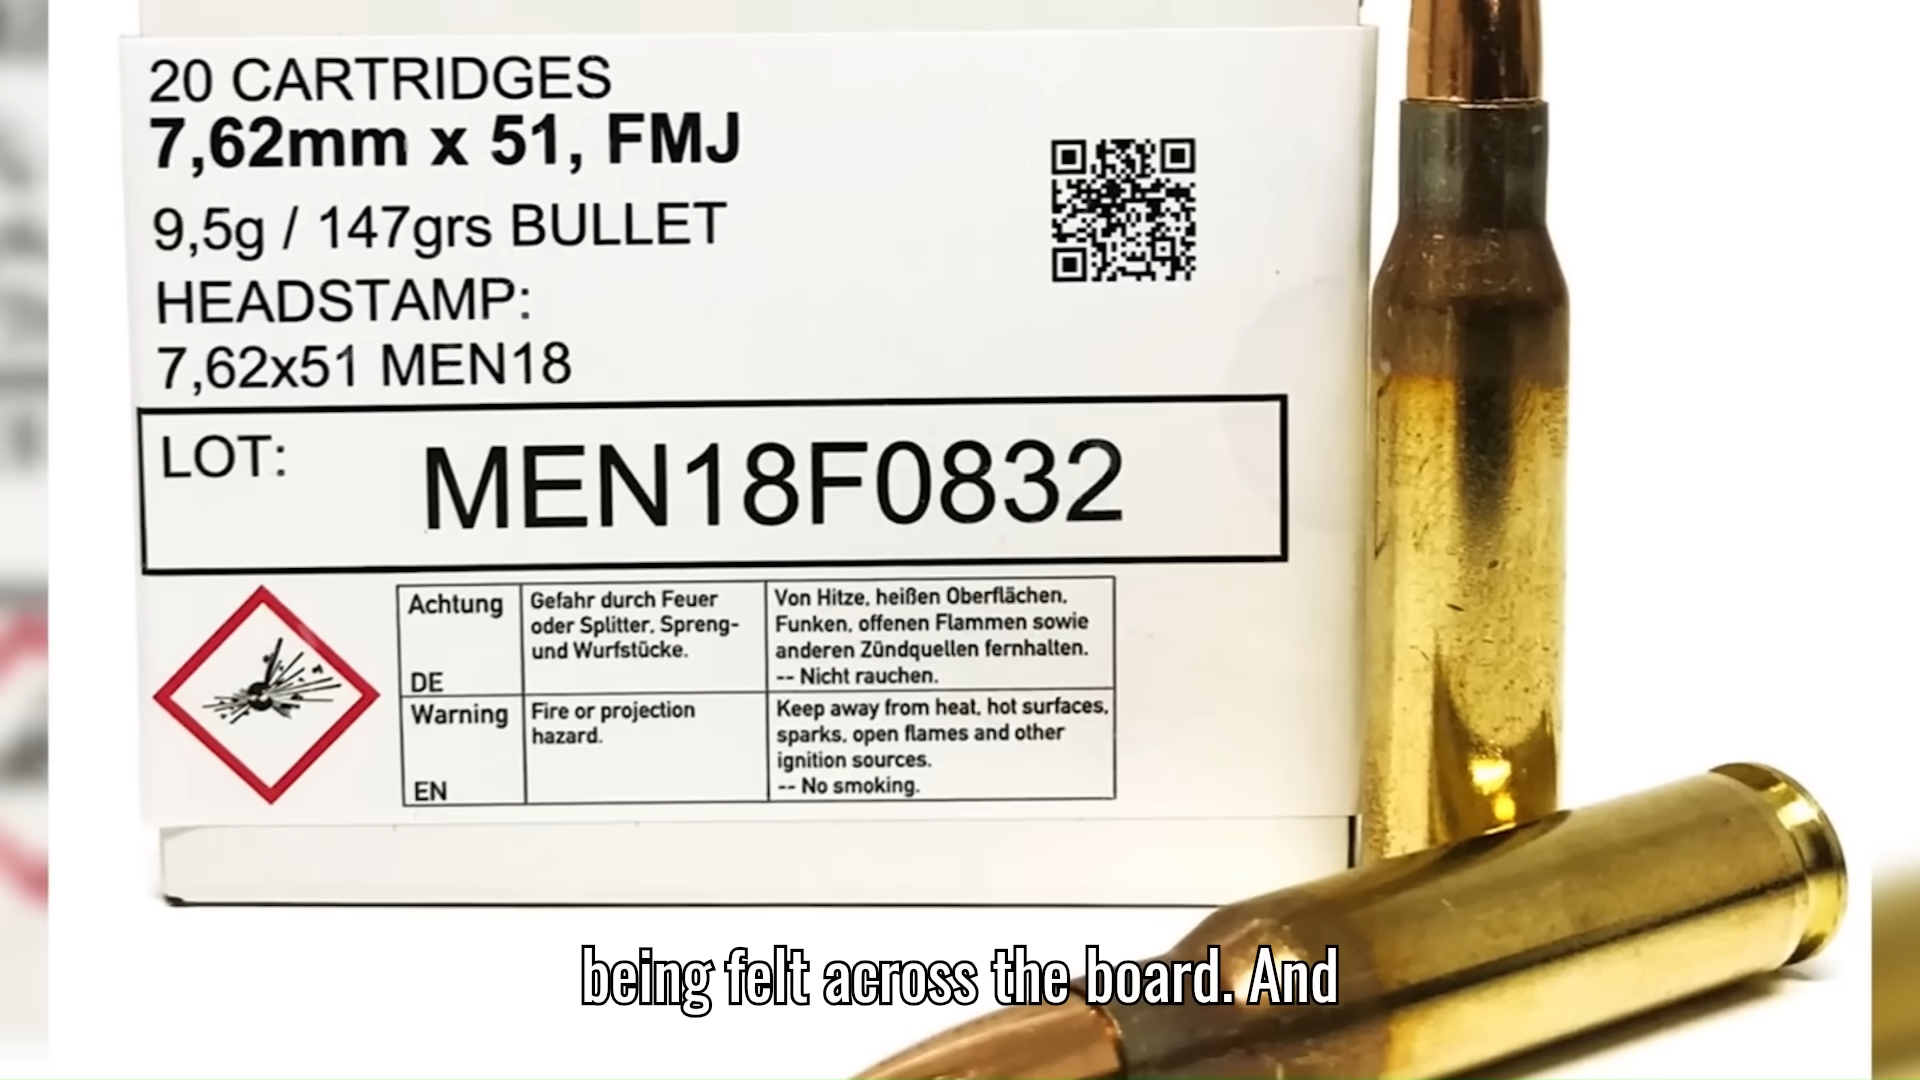 20 CARTRIDGES
7,62mm x 51, FMJ
9,5g / 147grs BULLET
HEADSTAMP:
7,62x51 MEN18
LOT: MEN18F0832
Achtung
DE
Gefahr durch Feuer
oder Splitter, Spreng-
und Wurfstücke.
Von Hitze, heißen Oberflächen,
Funken, offenen Flammen sowie
anderen Zündquellen fernhalten.
-- Nicht rauchen.
Warning
EN
Fire or projection
hazard.
Keep away from heat, hot surfaces,
sparks, open flames and other
ignition sources.
-- No smoking.
being felt across the board. And